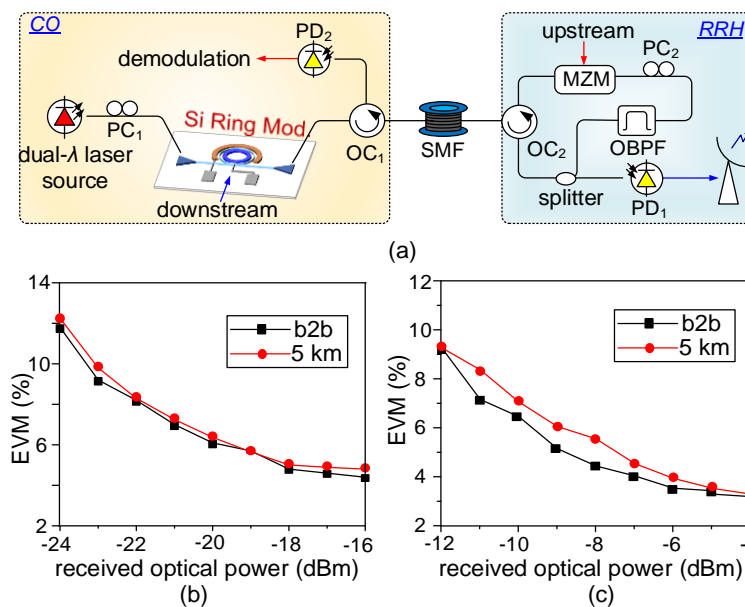 CO
RRH
PD2
demodulation
upstream
PC2
MZM
PC1
Si Ring Mod.
OC1
SMF
OC2
OBPF
dual-λ laser
source
downstream
splitter
PD1
(a)
14
10
6
2
EVM (%)
b2b
5 km
-24
-22
-20
-18
-16
received optical power (dBm)
(b)
12
10
8
6
4
2
EVM (%)
b2b
5 km
-12
-10
-8
-6
-4
received optical power (dBm)
(c)